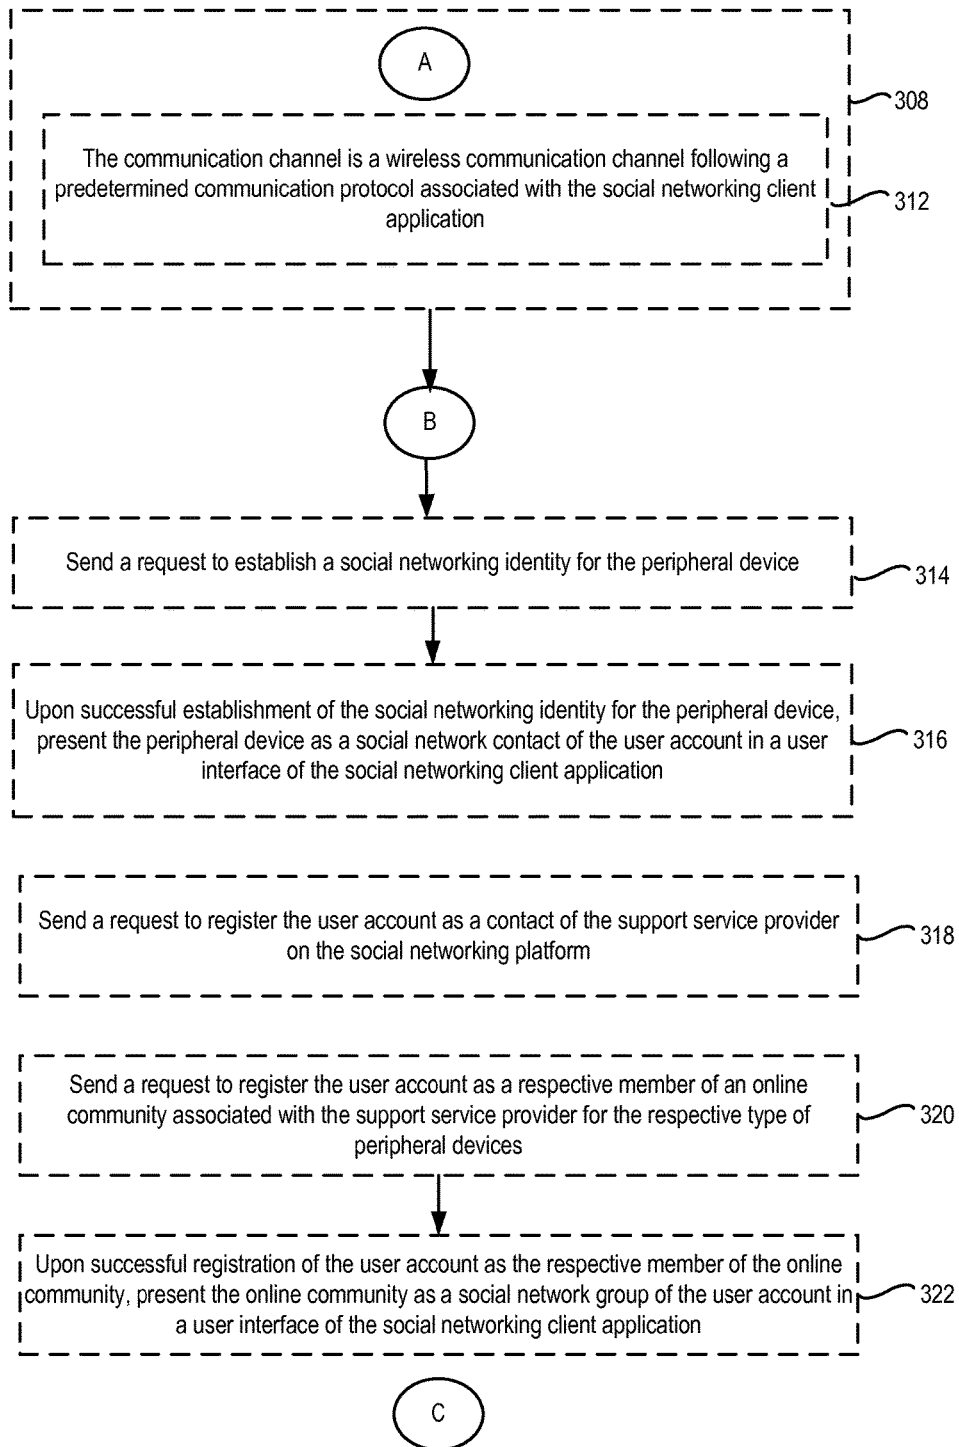 A
308
The communication channel is a wireless communication channel following a
predetermined communication protocol associated with the social networking client
application
312
B
Send a request to establish a social networking identity for the peripheral device
314
Upon successful establishment of the social networking identity for the peripheral device,
present the peripheral device as a social network contact of the user account in a user
interface of the social networking client application
316
Send a request to register the user account as a contact of the support service provider
on the social networking platform
318
Send a request to register the user account as a respective member of an online
community associated with the support service provider for the respective type of
peripheral devices
320
Upon successful registration of the user account as the respective member of the online
community, present the online community as a social network group of the user account in
a user interface of the social networking client application
322
C